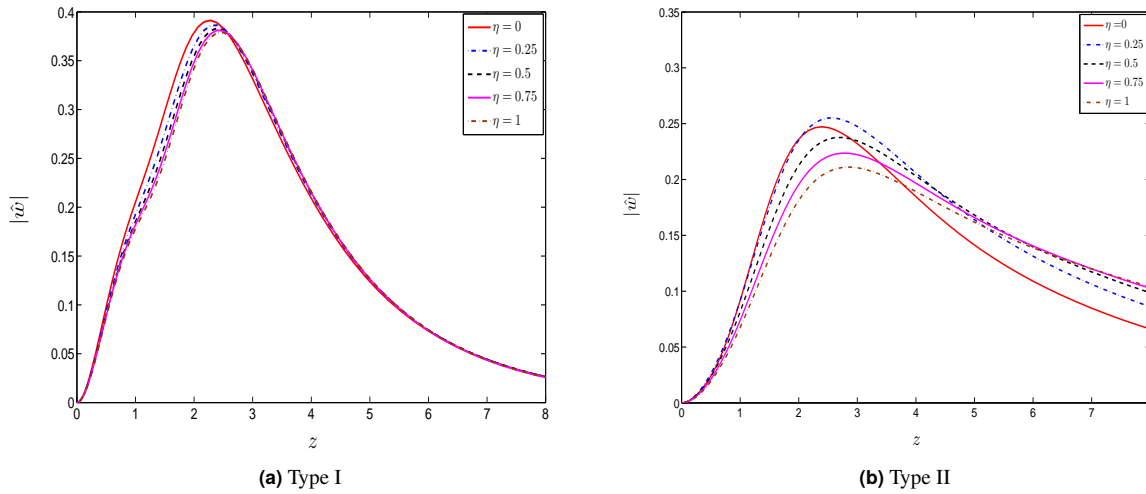 0.4
0.35
0.3
0.25
0.2
0.15
0.1
0.05
0
|ŵ|
0 1 2 3 4 5 6 7 8
z
η = 0
η = 0.25
η = 0.5
η = 0.75
η = 1
(a) Type I
0.35
0.3
0.25
0.2
0.15
0.1
0.05
0
|ŵ|
0 1 2 3 4 5 6 7
z
η = 0
η = 0.25
η = 0.5
η = 0.75
η = 1
(b) Type II